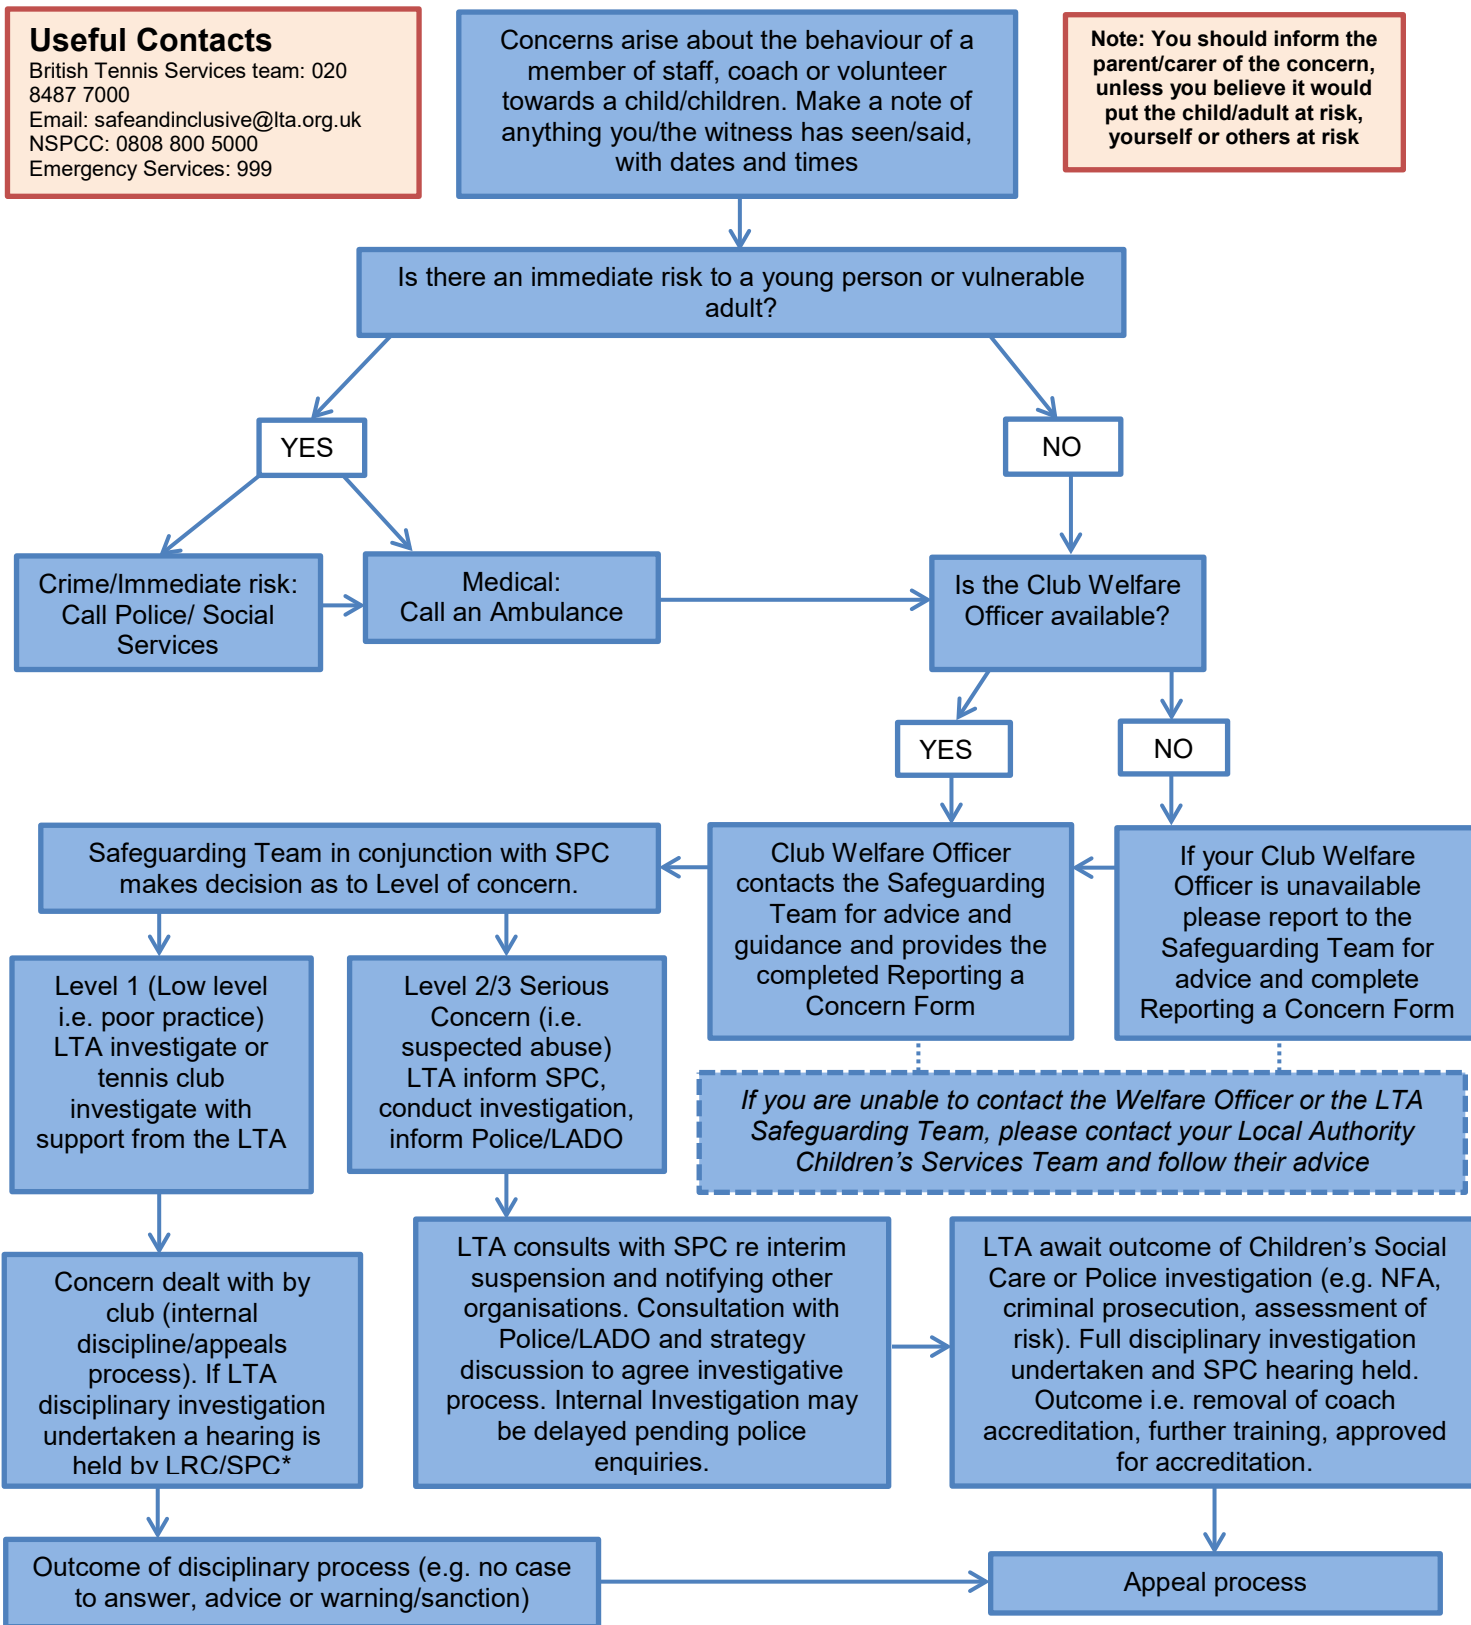 Useful Contacts
British Tennis Services team: 020
8487 7000
Email: safeandinclusive@lta.org.uk
NSPCC: 0808 800 5000
Emergency Services: 999
Concerns arise about the behaviour of a
member of staff, coach or volunteer
towards a child/children. Make a note of
anything you/the witness has seen/said,
with dates and times
Note: You should inform the
parent/carer of the concern,
unless you believe it would
put the child/adult at risk,
yourself or others at risk
Is there an immediate risk to a young person or vulnerable
adult?
YES
NO
Crime/Immediate risk:
Call Police/ Social
Services
Medical:
Call an Ambulance
Is the Club Welfare
Officer available?
YES
NO
Safeguarding Team in conjunction with SPC
makes decision as to Level of concern.
Club Welfare Officer
contacts the Safeguarding
Team for advice and
guidance and provides the
completed Reporting a
Concern Form
If your Club Welfare
Officer is unavailable
please report to the
Safeguarding Team for
advice and complete
Reporting a Concern Form
Level 1 (Low level
i.e. poor practice)
LTA investigate or
tennis club
investigate with
support from the LTA
Level 2/3 Serious
Concern (i.e.
suspected abuse)
LTA inform SPC,
conduct investigation,
inform Police/LADO
If you are unable to contact the Welfare Officer or the LTA
Safeguarding Team, please contact your Local Authority
Children’s Services Team and follow their advice
Concern dealt with by
club (internal
discipline/appeals
process). If LTA
disciplinary investigation
undertaken a hearing is
held by LRC/SPC*
LTA consults with SPC re interim
suspension and notifying other
organisations. Consultation with
Police/LADO and strategy
discussion to agree investigative
process. Internal Investigation may
be delayed pending police
enquiries.
LTA await outcome of Children’s Social
Care or Police investigation (e.g. NFA,
criminal prosecution, assessment of
risk). Full disciplinary investigation
undertaken and SPC hearing held.
Outcome i.e. removal of coach
accreditation, further training, approved
for accreditation.
Outcome of disciplinary process (e.g. no case
to answer, advice or warning/sanction)
Appeal process